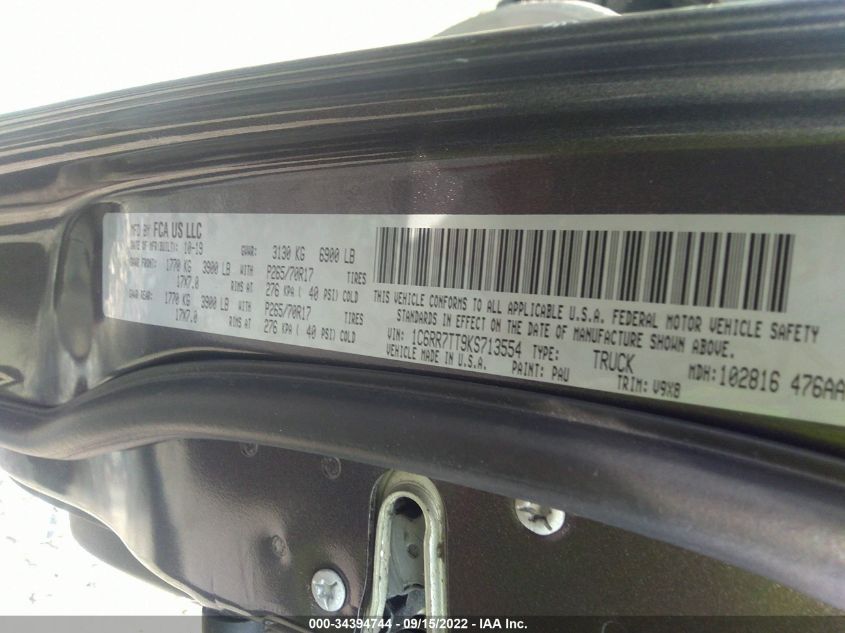 MFD BY FCA US LLC
DATE OF MFR(BUILT): 10-19 GVWR: 3130 KG 6900 LB
GAWR FRONT: 1770 KG 3900 LB WITH P265/70R17 TIRES
17X7.0 RIMS AT 276 KPA ( 40 PSI) COLD
GAWR REAR: 1770 KG 3900 LB WITH P265/70R17 TIRES
17X7.0 RIMS AT 276 KPA ( 40 PSI) COLD
THIS VEHICLE CONFORMS TO ALL APPLICABLE U.S.A. FEDERAL MOTOR VEHICLE SAFETY
STANDARDS IN EFFECT ON THE DATE OF MANUFACTURE SHOWN ABOVE.
VIN: 1C6RR7TT9KS713554 TYPE: TRUCK MDH: 102816 476AA
VEHICLE MADE IN U.S.A. PAINT: PAU TRIM: V9X8
000-34394744 - 09/15/2022 - IAA Inc.